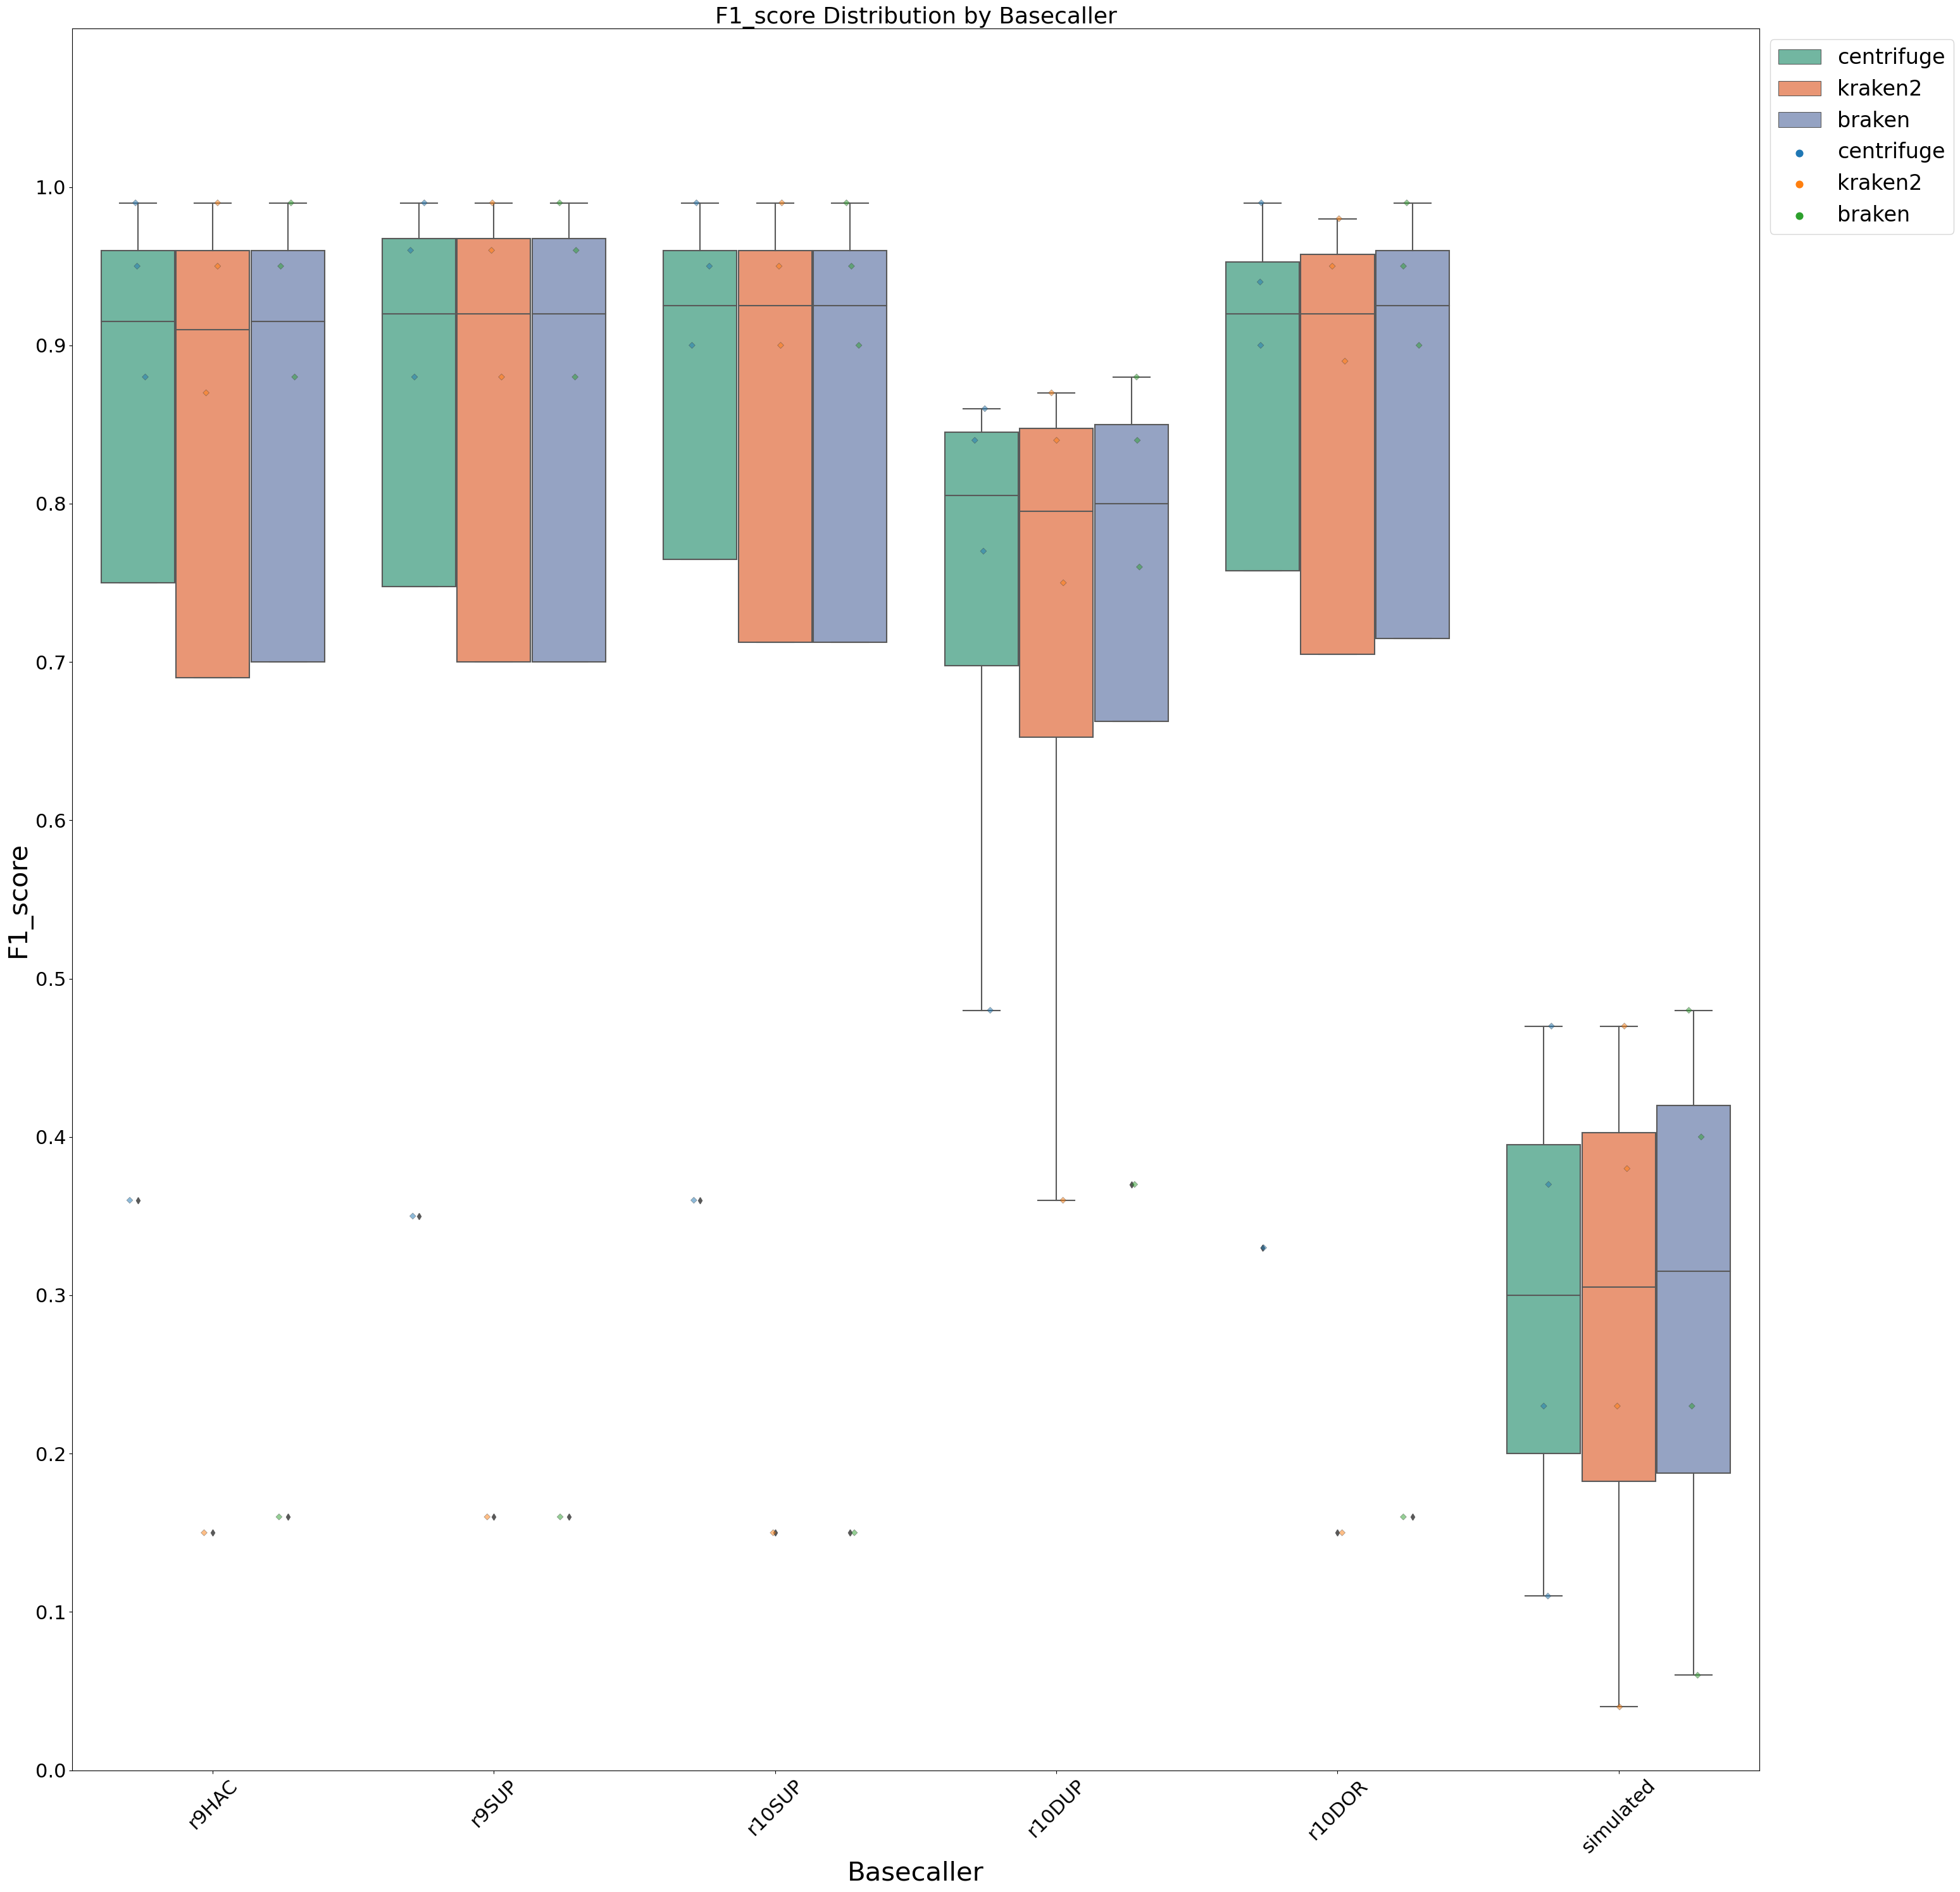 F1_score Distribution by Basecaller
centrifuge
kraken2
braken
centrifuge
kraken2
braken
1.0
0.9
0.8
0.7
0.6
0.5
0.4
0.3
0.2
0.1
0.0
F1_score
r9HAC
r9SUP
r10SUP
r10DUP
r10DOR
simulated
Basecaller